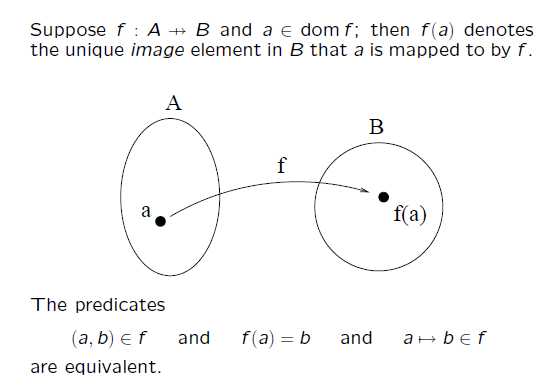 Suppose f : A ⇸ B and a ∈ dom f; then f(a) denotes
the unique image element in B that a is mapped to by f.
A
B
f
a
f(a)
The predicates
(a, b) ∈ f and f(a) = b and a ↦ b ∈ f
are equivalent.